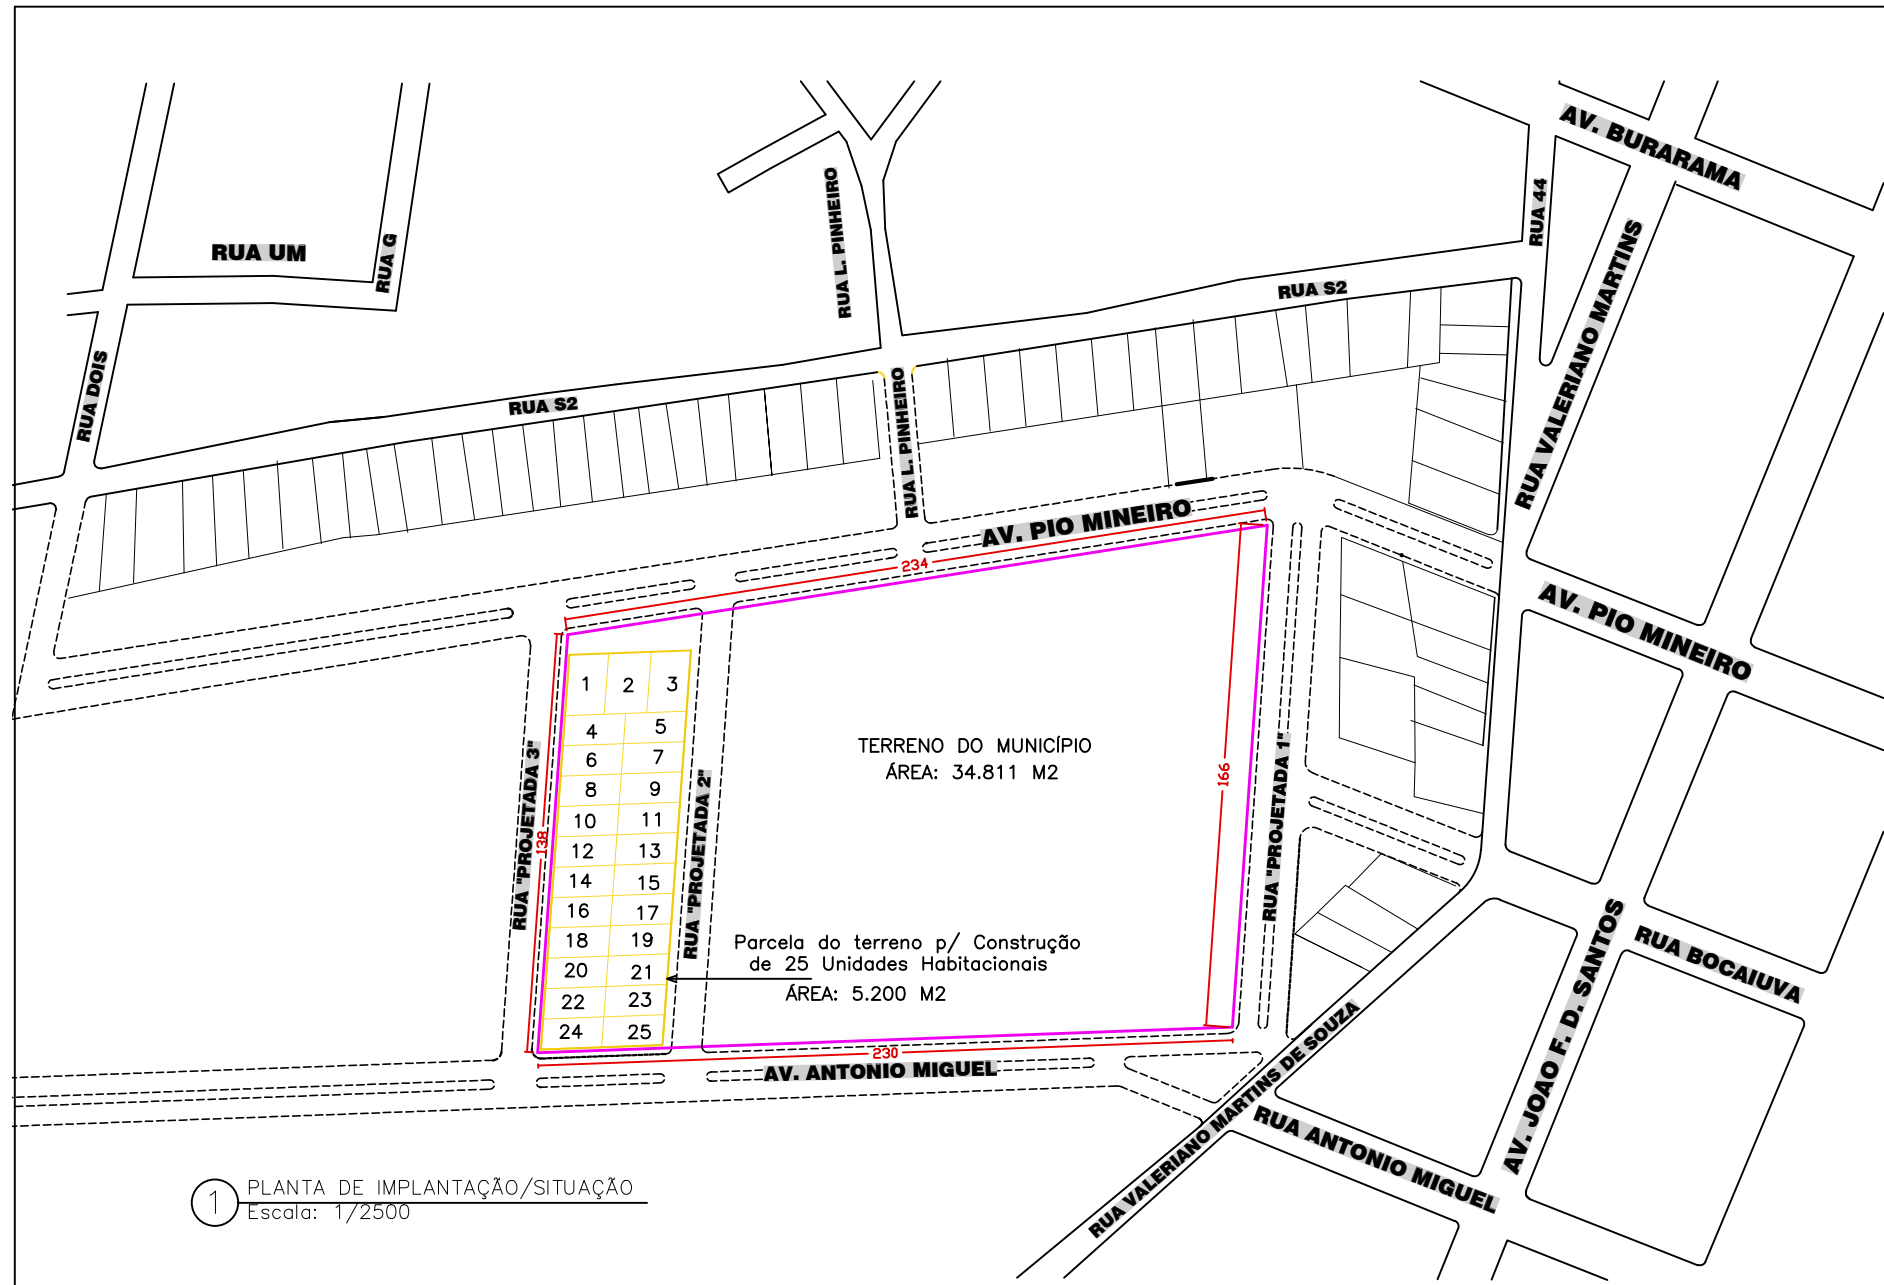 AV. BURARAMA
RUA 44
RUA L. PINHEIRO
RUA UM
RUA G
RUA VALERIANO MARTINS
RUA S2
RUA DOIS
RUA S2
RUA L. PINHEIRO
AV. PIO MINEIRO
234
AV. PIO MINEIRO
1 2 3
4 5
6 7
8 9
10 11
12 13
14 15
16 17
18 19
20 21
22 23
24 25
RUA "PROJETADA 3"
138
RUA "PROJETADA 2"
TERRENO DO MUNICÍPIO
ÁREA: 34.811 M2
166
RUA "PROJETADA 1"
Parcela do terreno p/ Construção
de 25 Unidades Habitacionais
ÁREA: 5.200 M2
230
AV. ANTONIO MIGUEL
RUA VALERIANO MARTINS DE SOUZA
AV. JOAO F. D. SANTOS
RUA BOCAIUVA
RUA ANTONIO MIGUEL
1 PLANTA DE IMPLANTAÇÃO/SITUAÇÃO
Escala: 1/2500